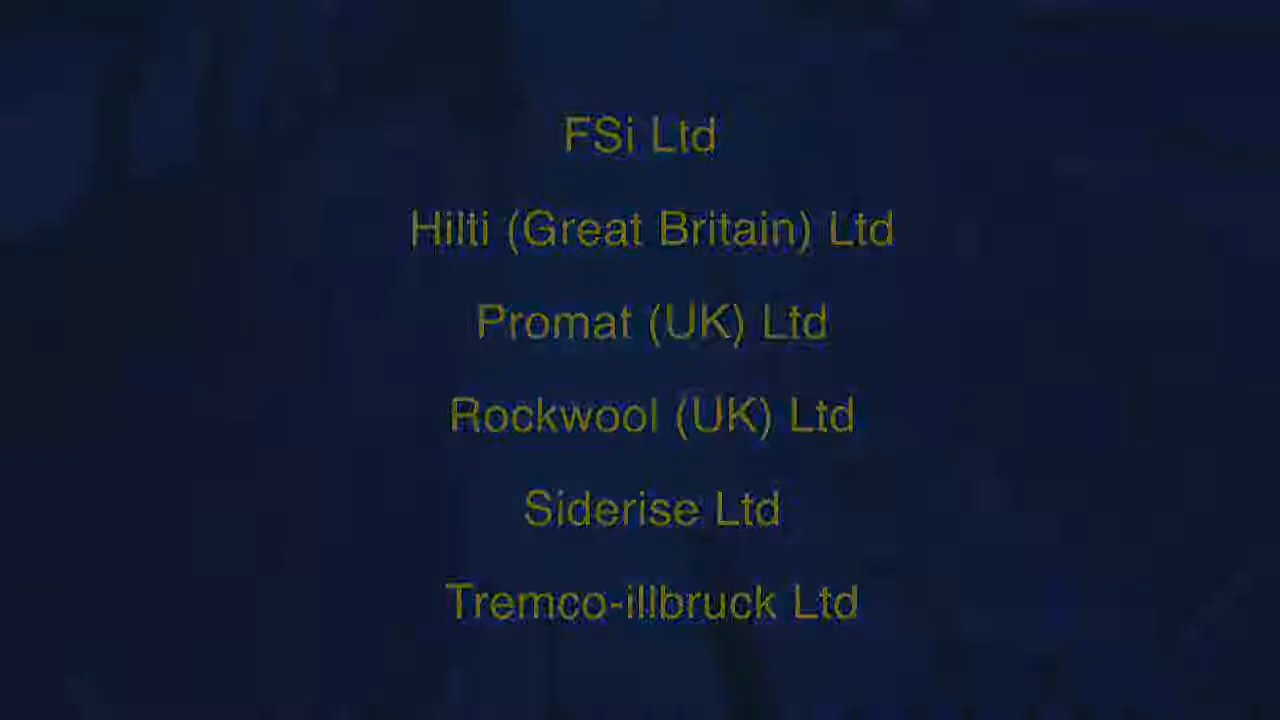 FSi Ltd
Hilti (Great Britain) Ltd
Promat (UK) Ltd
Rockwool (UK) Ltd
Siderise Ltd
Tremco-illbruck Ltd